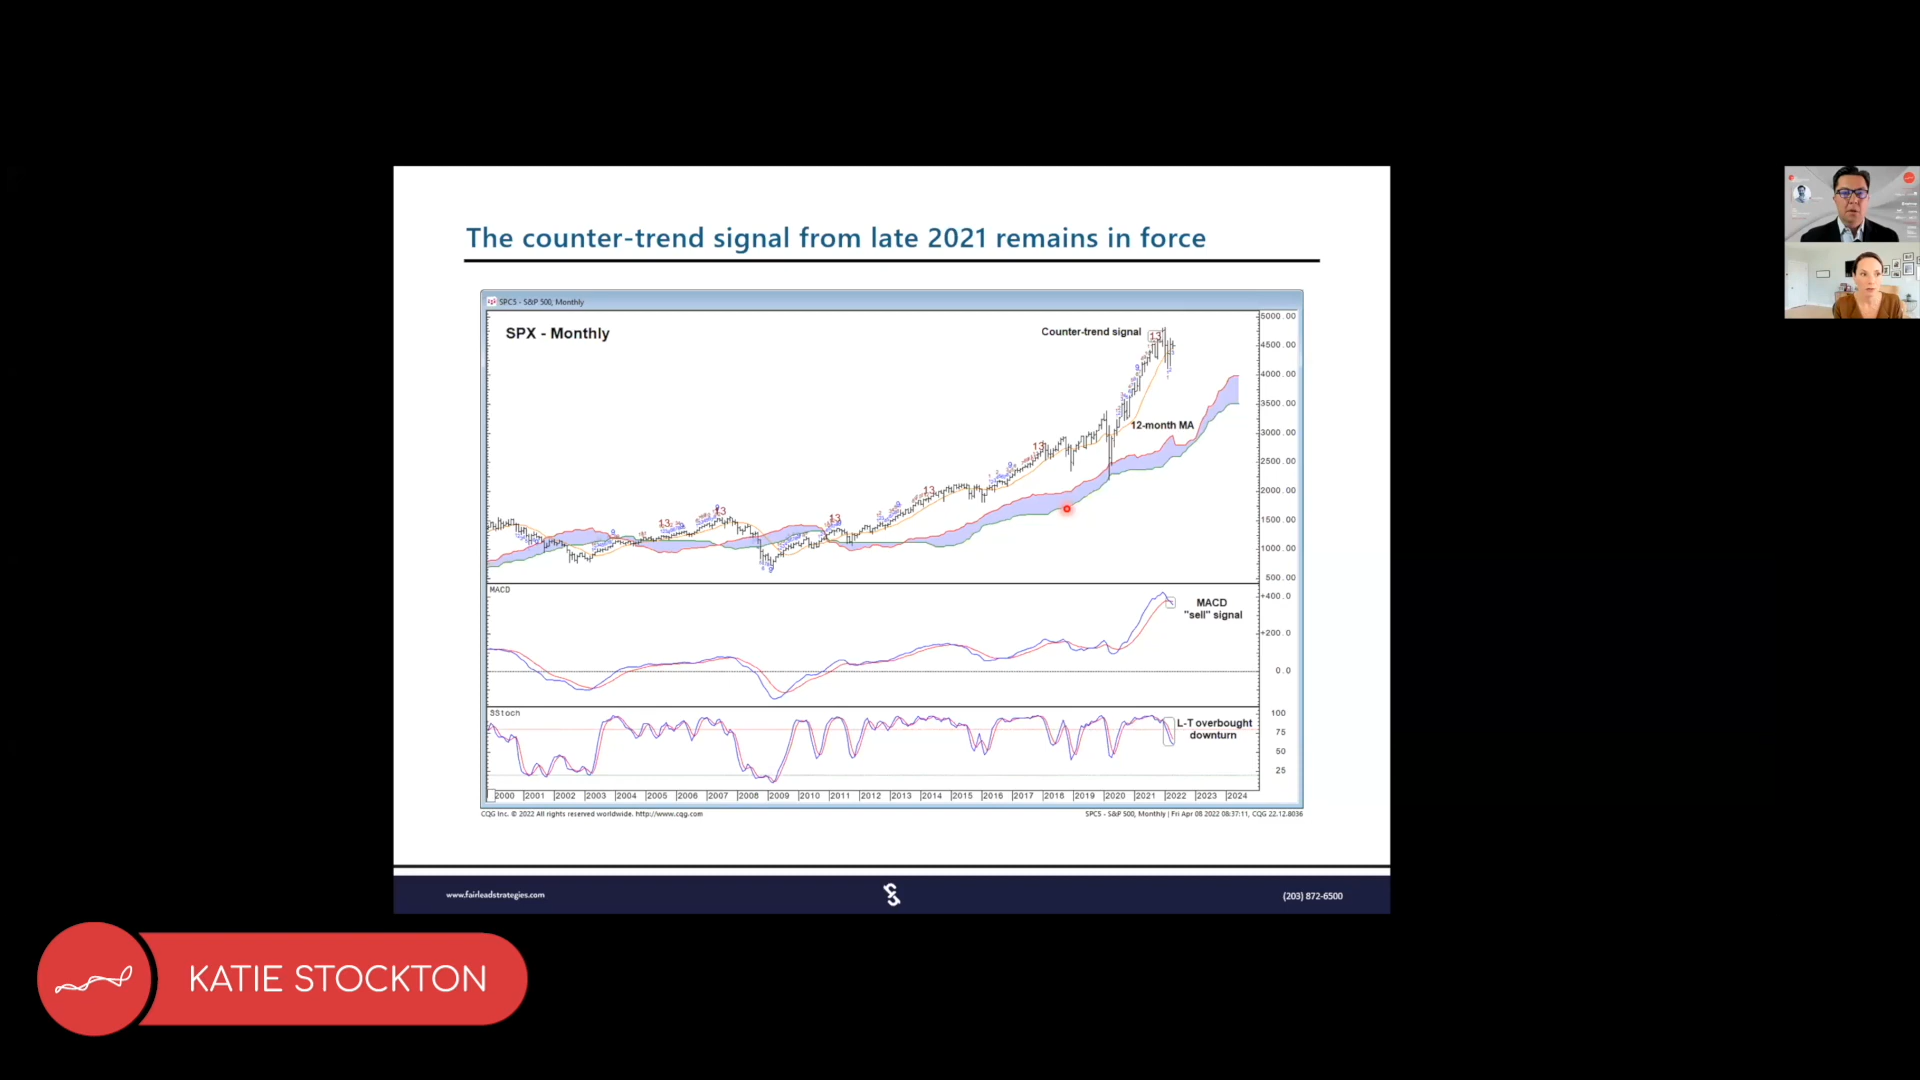 The counter-trend signal from late 2021 remains in force
SPCS - S&P 500, Monthly
SPX - Monthly
Counter-trend signal
13
12-month MA
13
13
13
13
13
5000.00
4500.00
4000.00
3500.00
3000.00
2500.00
2000.00
1500.00
1000.00
500.00
MACD
MACD
"sell" signal
+400.0
+200.0
0.0
SStoch
L-T overbought
downturn
100
75
50
25
2000 2001 2002 2003 2004 2005 2006 2007 2008 2009 2010 2011 2012 2013 2014 2015 2016 2017 2018 2019 2020 2021 2022 2023 2024
CQG Inc. © 2022 All rights reserved worldwide. http://www.cqg.com
SPCS - S&P 500, Monthly | Fri Apr 08 2022 08:37:11, CQG 22.12.8036
www.fairleadstrategies.com
(203) 872-6500
KATIE STOCKTON